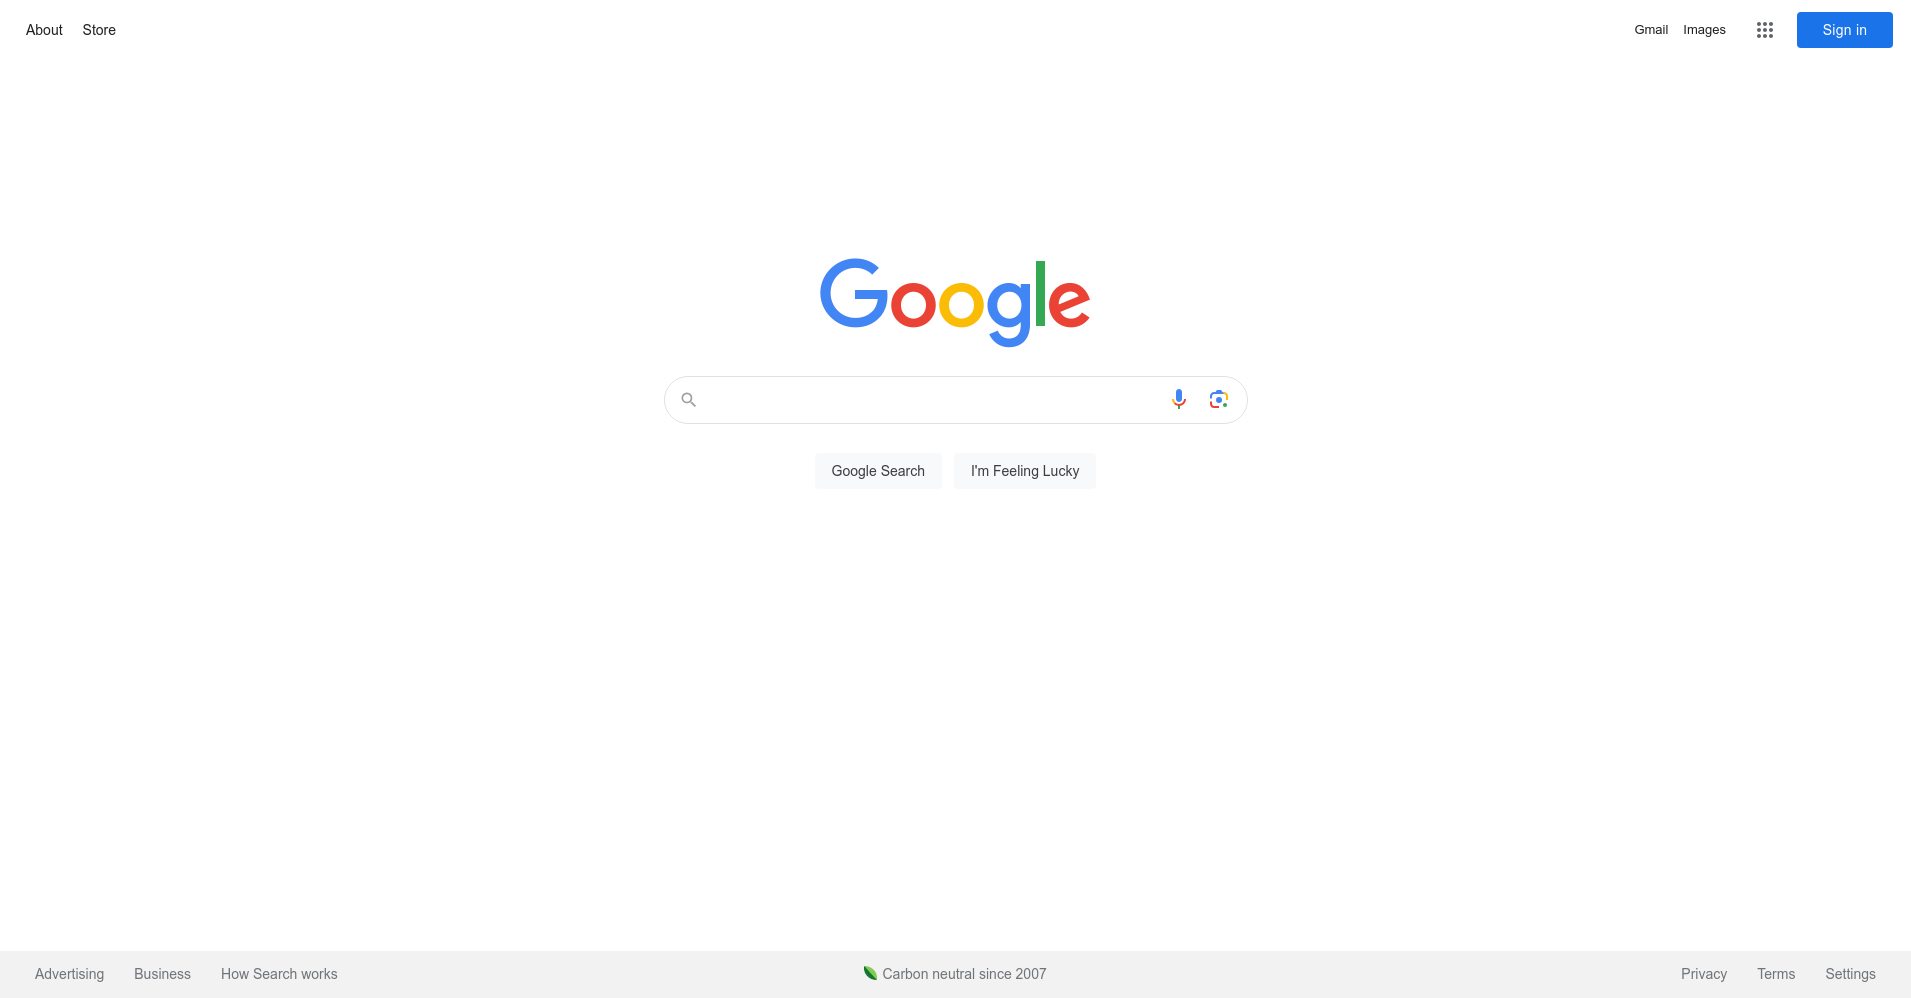 About Store
Gmail Images Sign in
Google
Google Search I'm Feeling Lucky
Advertising Business How Search works Carbon neutral since 2007 Privacy Terms Settings